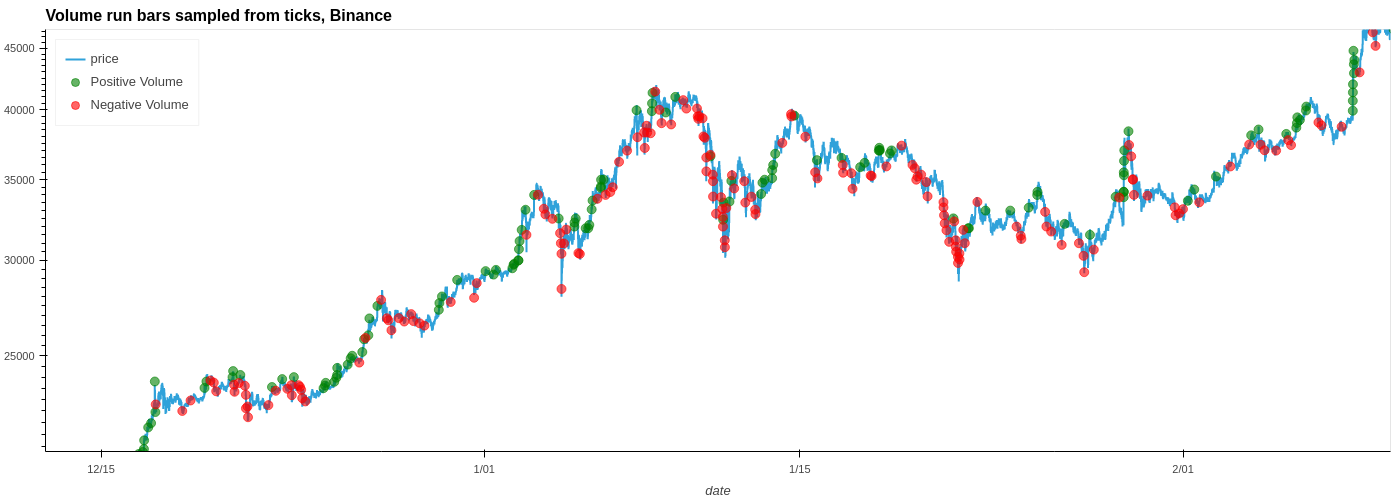 Volume run bars sampled from ticks, Binance
45000
40000
35000
30000
25000
price
Positive Volume
Negative Volume
12/15
1/01
1/15
2/01
date